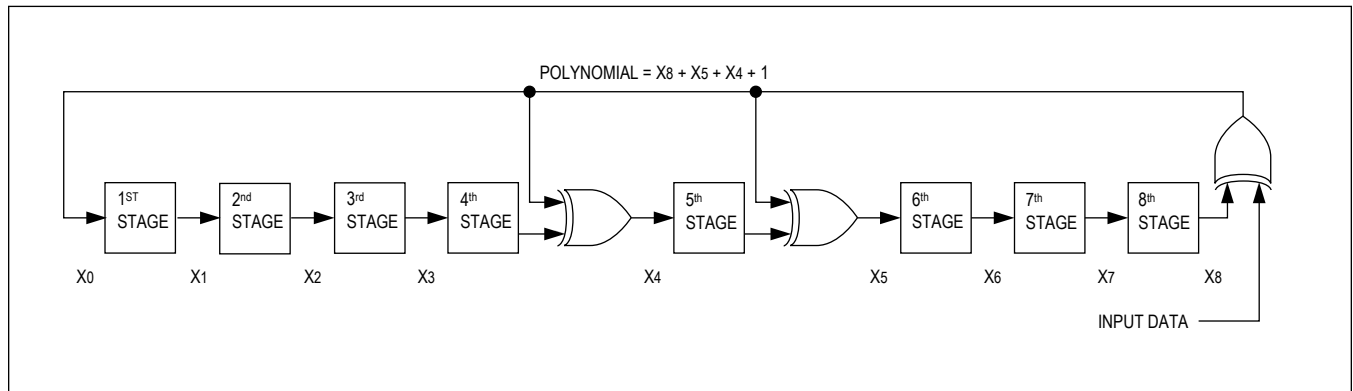 POLYNOMIAL = X8 + X5 + X4 + 1
1ST STAGE
2nd STAGE
3rd STAGE
4th STAGE
5th STAGE
6th STAGE
7th STAGE
8th STAGE
X0 X1 X2 X3 X4 X5 X6 X7 X8
INPUT DATA